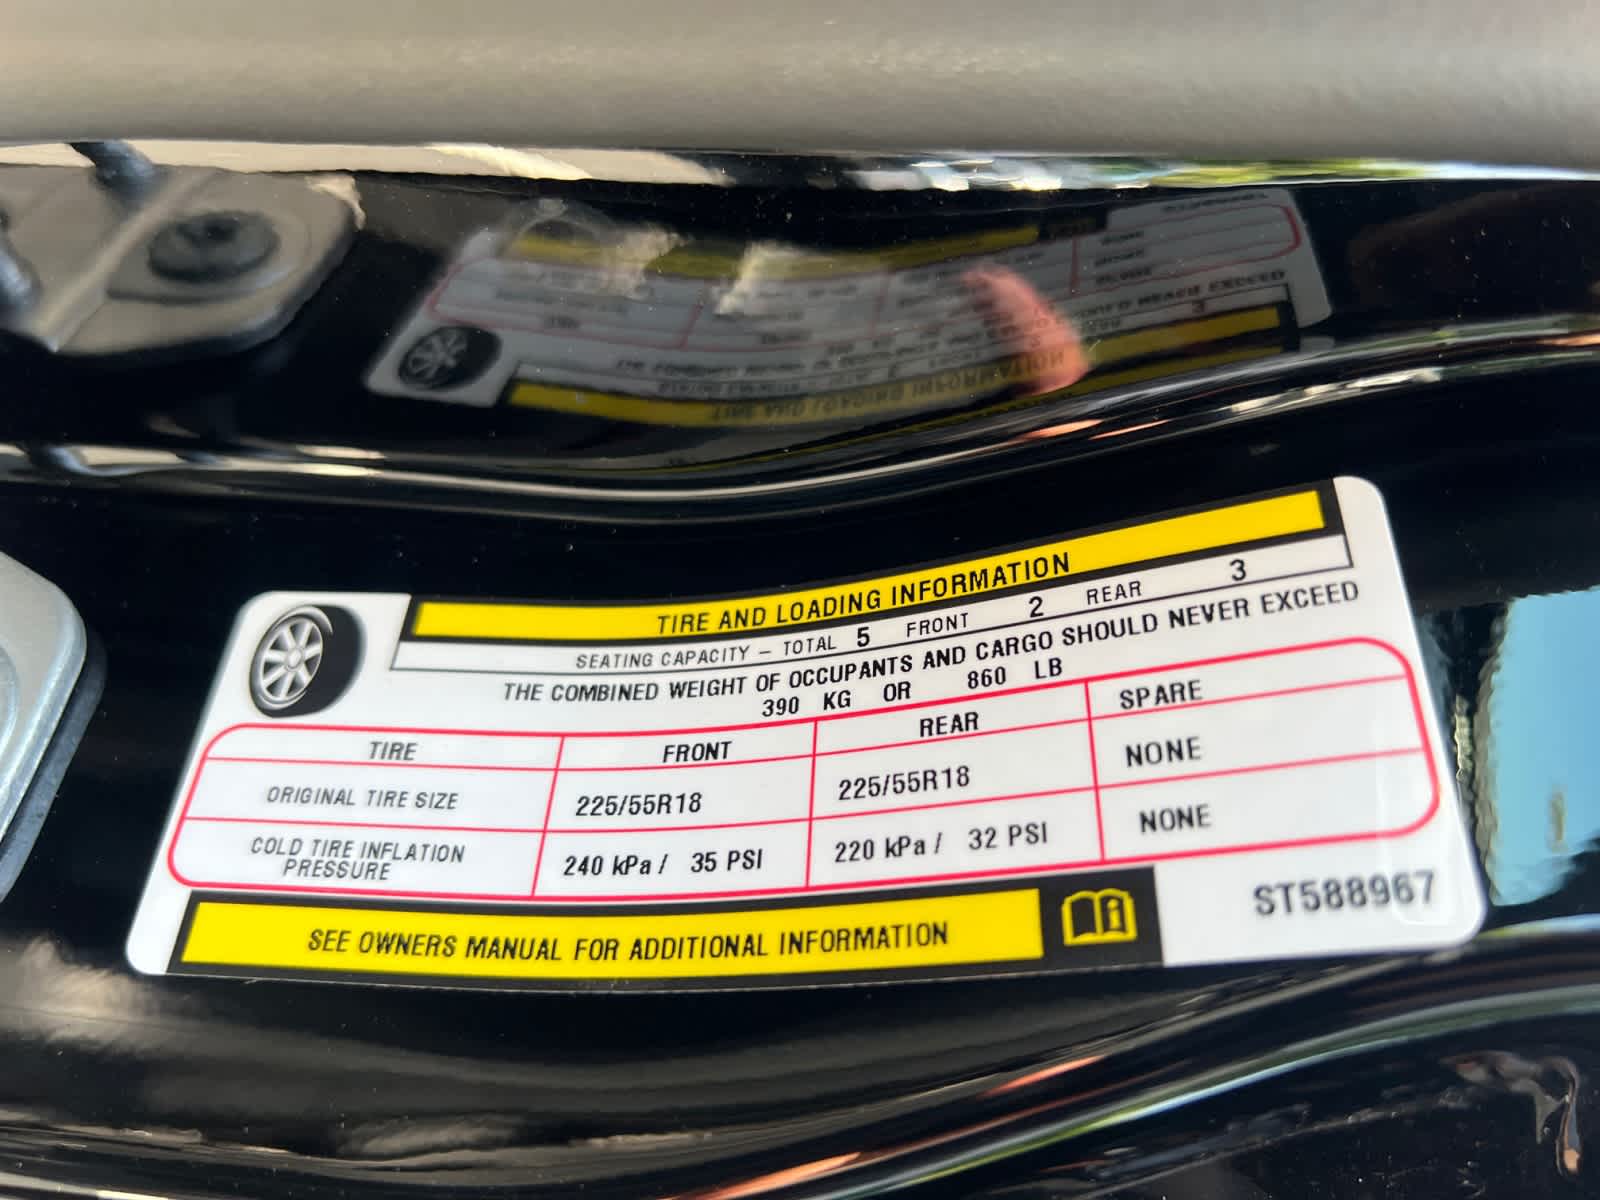 TIRE AND LOADING INFORMATION
SEATING CAPACITY – TOTAL 5 FRONT 2 REAR 3
THE COMBINED WEIGHT OF OCCUPANTS AND CARGO SHOULD NEVER EXCEED
390 KG OR 860 LB
TIRE FRONT REAR SPARE
ORIGINAL TIRE SIZE 225/55R18 225/55R18 NONE
COLD TIRE INFLATION
PRESSURE 240 kPa / 35 PSI 220 kPa / 32 PSI NONE
SEE OWNERS MANUAL FOR ADDITIONAL INFORMATION
ST588967